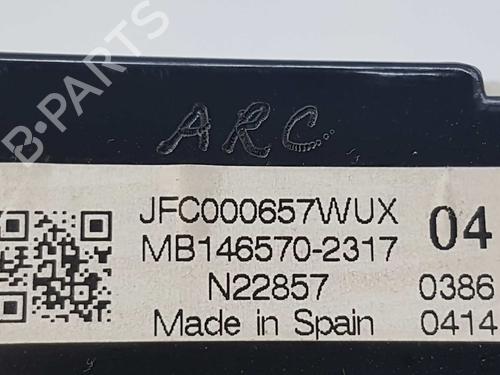 B-PARTS
ARC...
JFC000657WUX 04
MB146570-2317
N22857 0386
Made in Spain 0414